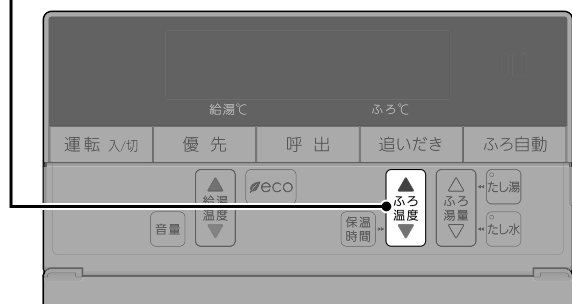 給湯℃ ふろ℃
運転 入/切 優先 呼出 追いだき ふろ自動
給湯温度
eco
音量
保温時間
ふろ温度
ふろ湯量
たし湯
たし水